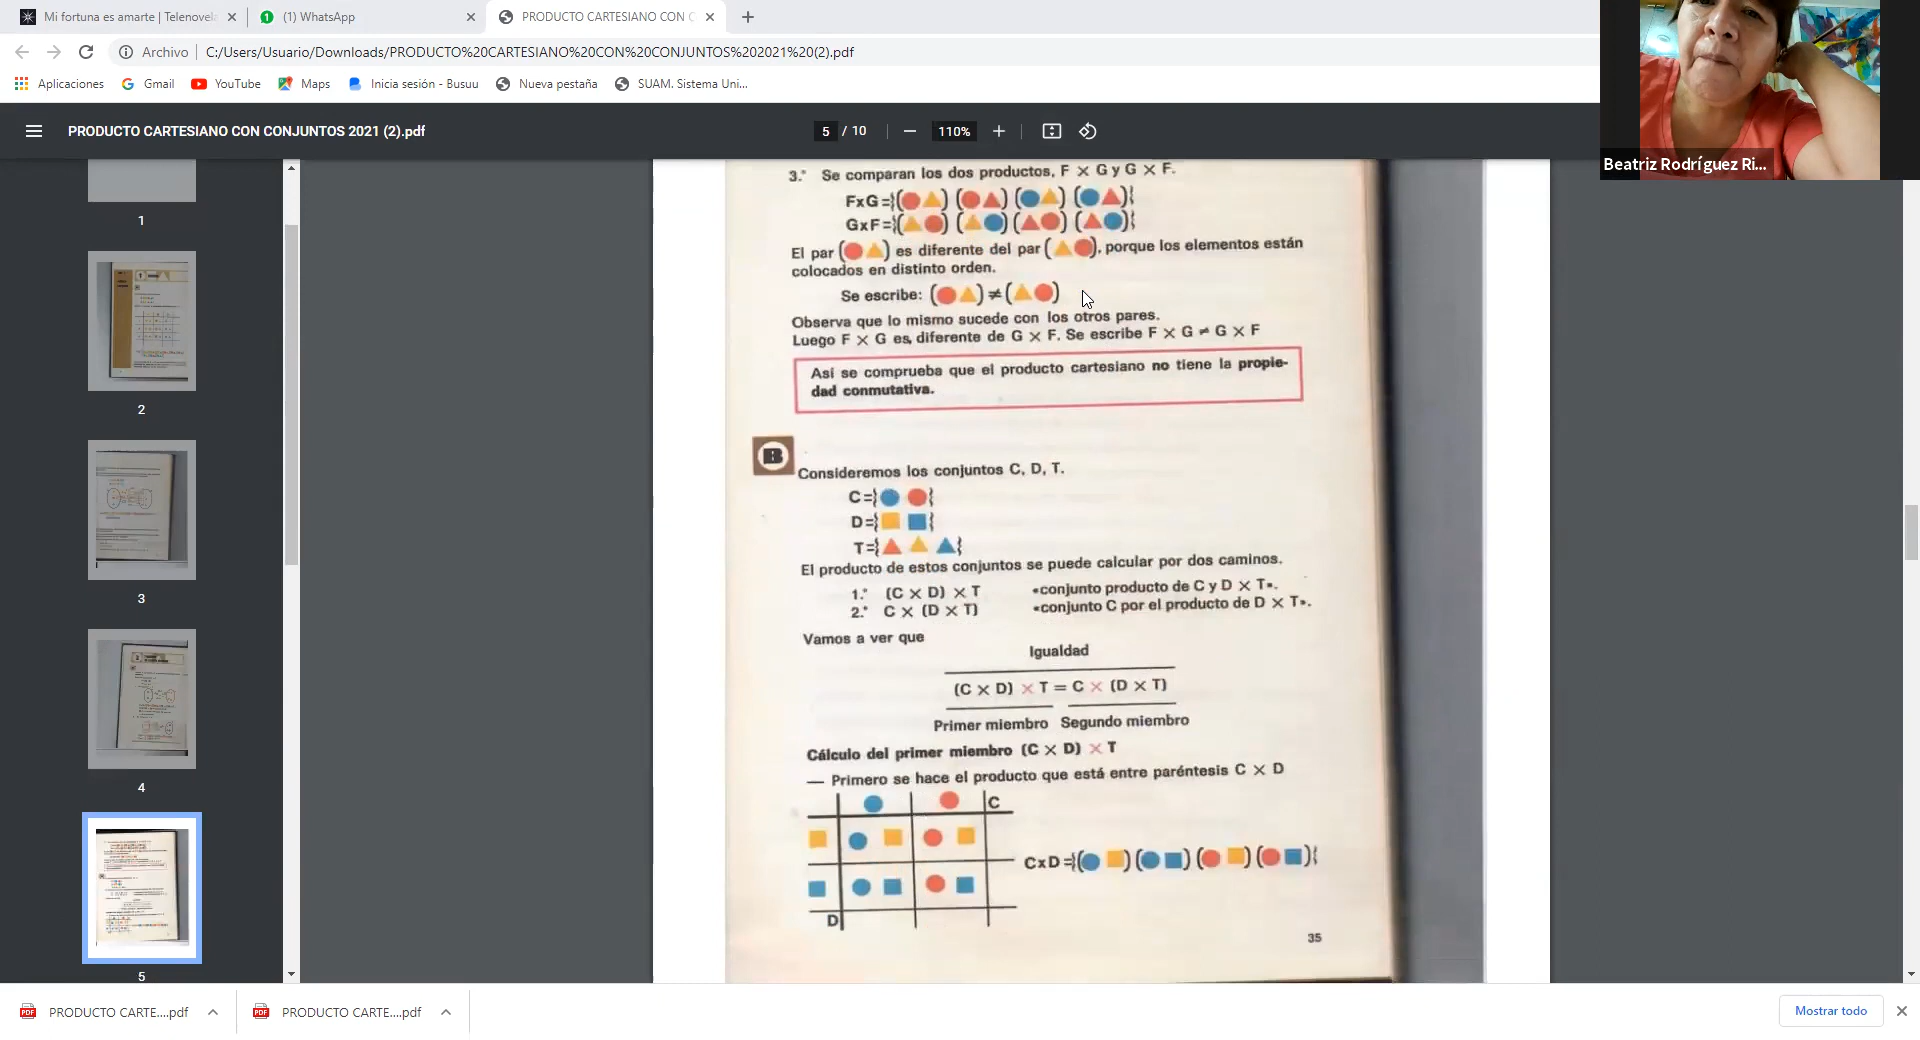 Mi fortuna es amarte | Telenovel
(1) WhatsApp
PRODUCTO CARTESIANO CON C
Archivo
C:/Users/Usuario/Downloads/PRODUCTO%20CARTESIANO%20CON%20CONJUNTOS%202021%20(2).pdf
Aplicaciones
Gmail
YouTube
Maps
Inicia sesión - Busuu
Nueva pestaña
SUAM. Sistema Uni...
PRODUCTO CARTESIANO CON CONJUNTOS 2021 (2).pdf
5 / 10
110%
Beatriz Rodríguez Ri...
1
2
3
4
5
3.° Se comparan los dos productos, F × G y G × F.
FxG=
GxF=
El par ( ) es diferente del par ( ), porque los elementos están
colocados en distinto orden.
Se escribe: ( ) ≠ ( )
Observa que lo mismo sucede con los otros pares.
Luego F × G es, diferente de G × F. Se escribe F × G ≠ G × F
Asi se comprueba que el producto cartesiano no tiene la propie-
dad conmutativa.
B
Consideremos los conjuntos C, D, T.
C=
D=
T=
El producto de estos conjuntos se puede calcular por dos caminos.
1.° (C × D) × T «conjunto producto de C y D × T».
2.° C × (D × T) «conjunto C por el producto de D × T».
Vamos a ver que
Igualdad
(C × D) × T = C × (D × T)
Primer miembro Segundo miembro
Cálculo del primer miembro (C × D) × T
— Primero se hace el producto que está entre paréntesis C × D
C
CxD=
D
35
PRODUCTO CARTE....pdf
PRODUCTO CARTE....pdf
Mostrar todo